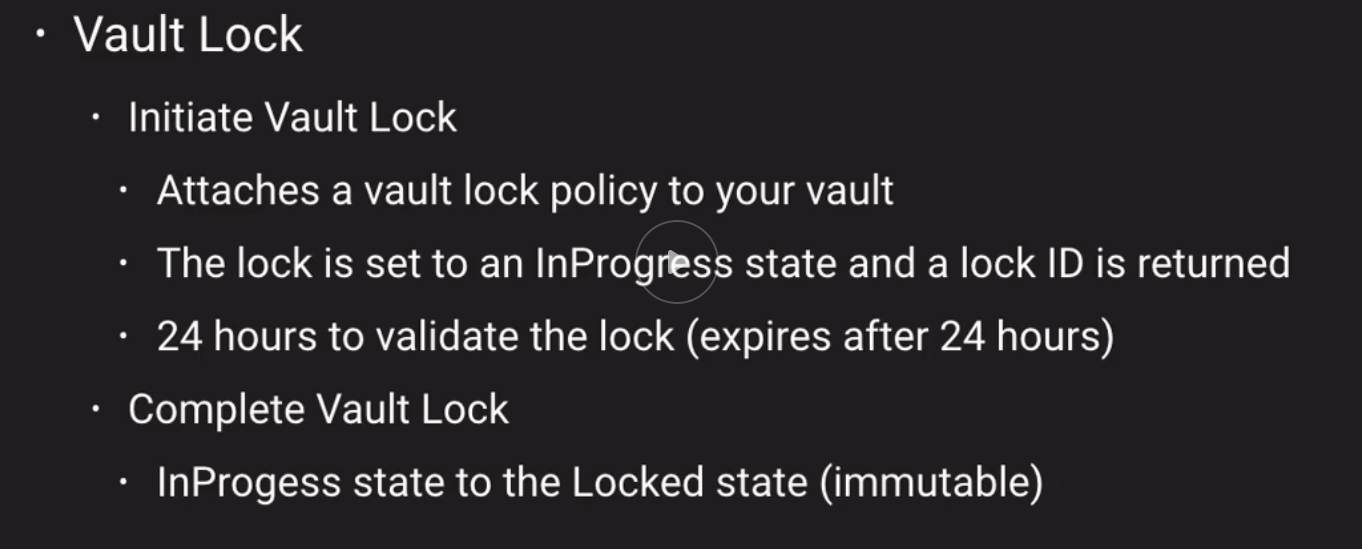 • Vault Lock
• Initiate Vault Lock
• Attaches a vault lock policy to your vault
• The lock is set to an InProgress state and a lock ID is returned
• 24 hours to validate the lock (expires after 24 hours)
• Complete Vault Lock
• InProgess state to the Locked state (immutable)